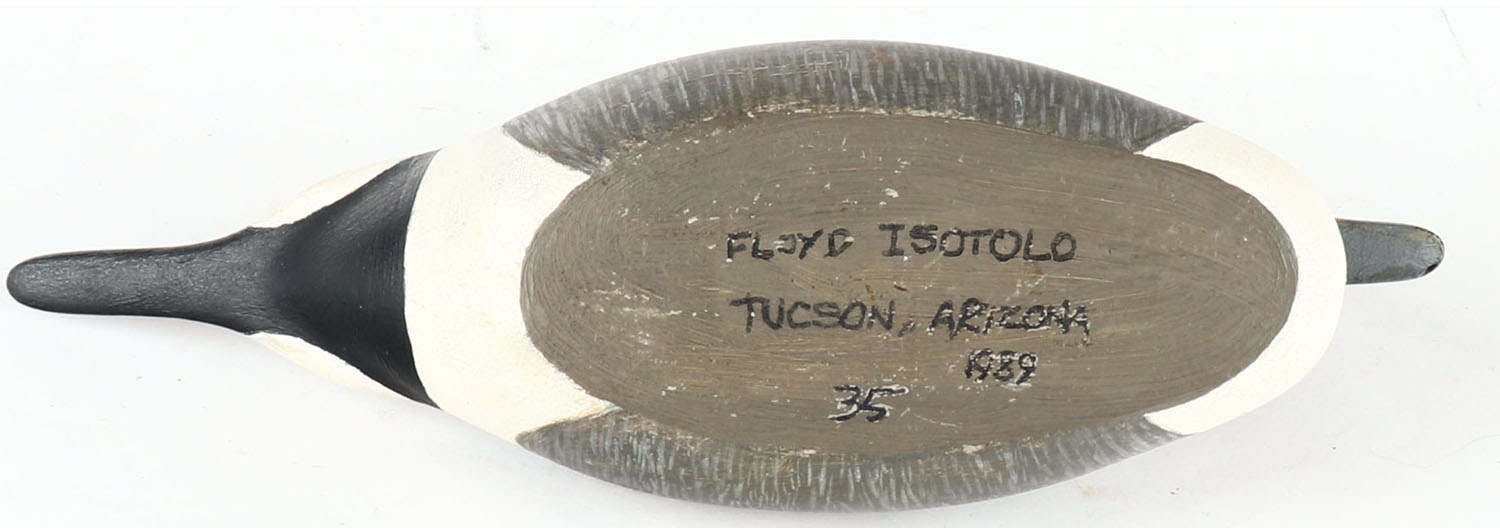 FLOYD ISOTOLO
TUCSON, ARIZONA
1989
35